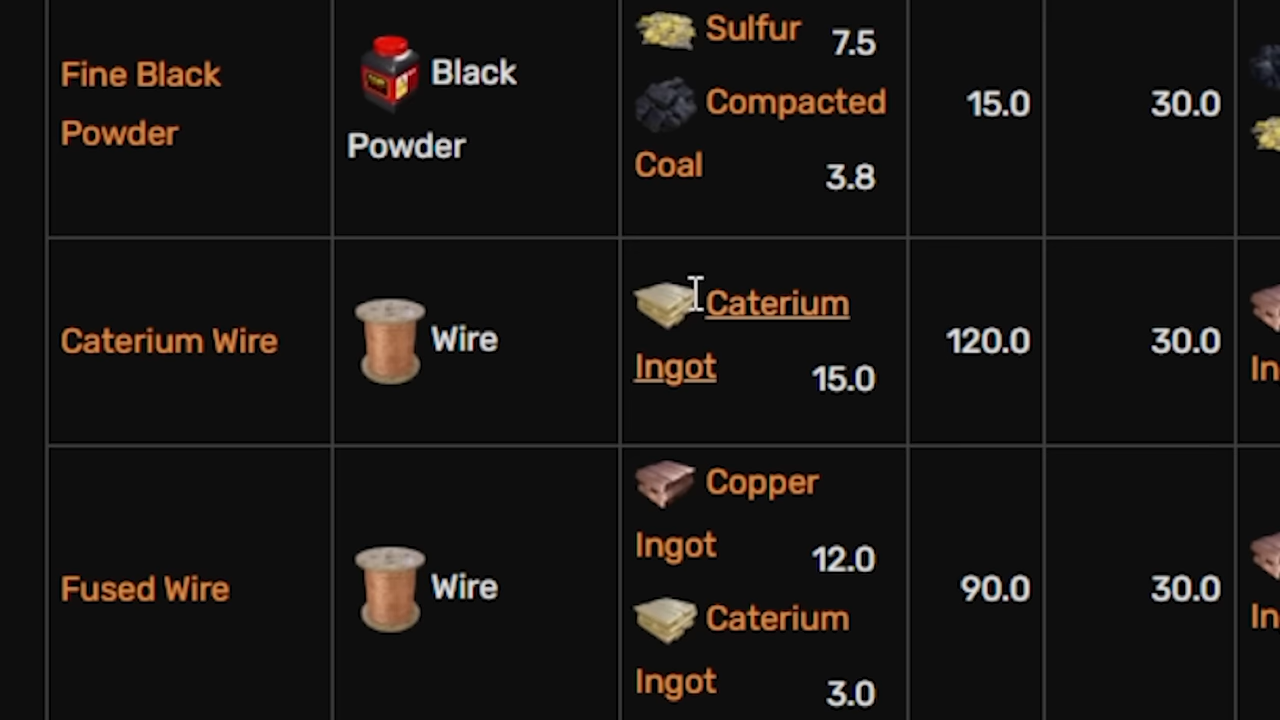 Fine Black
Powder
Black
Powder
Sulfur 7.5
Compacted
Coal 3.8
15.0
30.0
Caterium Wire
Wire
Caterium
Ingot 15.0
120.0
30.0
In
Fused Wire
Wire
Copper
Ingot 12.0
Caterium
Ingot 3.0
90.0
30.0
In